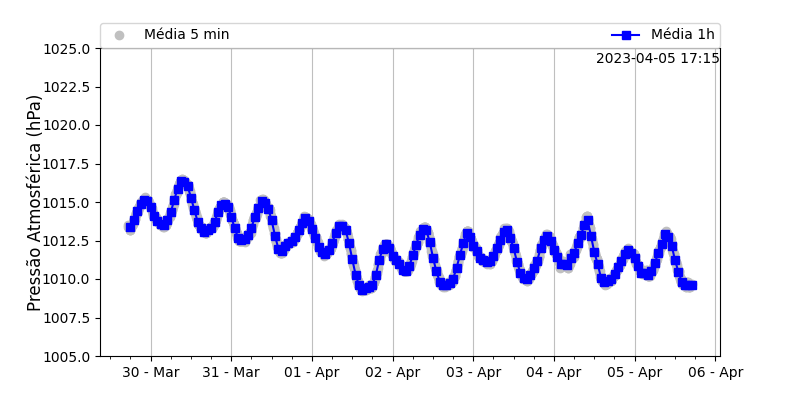 Média 5 min
Média 1h
2023-04-05 17:15
Pressão Atmosférica (hPa)
1025.0
1022.5
1020.0
1017.5
1015.0
1012.5
1010.0
1007.5
1005.0
30 - Mar
31 - Mar
01 - Apr
02 - Apr
03 - Apr
04 - Apr
05 - Apr
06 - Apr